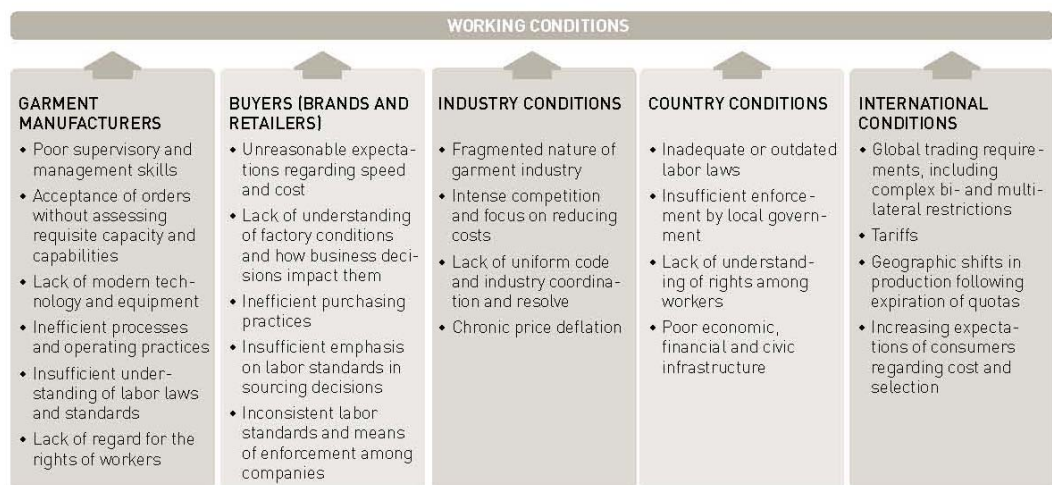 WORKING CONDITIONS
GARMENT
MANUFACTURERS
• Poor supervisory and
management skills
• Acceptance of orders
without assessing
requisite capacity and
capabilities
• Lack of modern tech-
nology and equipment
• Inefficient processes
and operating practices
• Insufficient under-
standing of labor laws
and standards
• Lack of regard for the
rights of workers
BUYERS (BRANDS AND
RETAILERS)
• Unreasonable expecta-
tions regarding speed
and cost
• Lack of understanding
of factory conditions
and how business deci-
sions impact them
• Inefficient purchasing
practices
• Insufficient emphasis
on labor standards in
sourcing decisions
• Inconsistent labor
standards and means
of enforcement among
companies
INDUSTRY CONDITIONS
• Fragmented nature of
garment industry
• Intense competition
and focus on reducing
costs
• Lack of uniform code
and industry coordina-
tion and resolve
• Chronic price deflation
COUNTRY CONDITIONS
• Inadequate or outdated
labor laws
• Insufficient enforce-
ment by local govern-
ment
• Lack of understand-
ing of rights among
workers
• Poor economic,
financial and civic
infrastructure
INTERNATIONAL
CONDITIONS
• Global trading require-
ments, including
complex bi- and multi-
lateral restrictions
• Tariffs
• Geographic shifts in
production following
expiration of quotas
• Increasing expecta-
tions of consumers
regarding cost and
selection